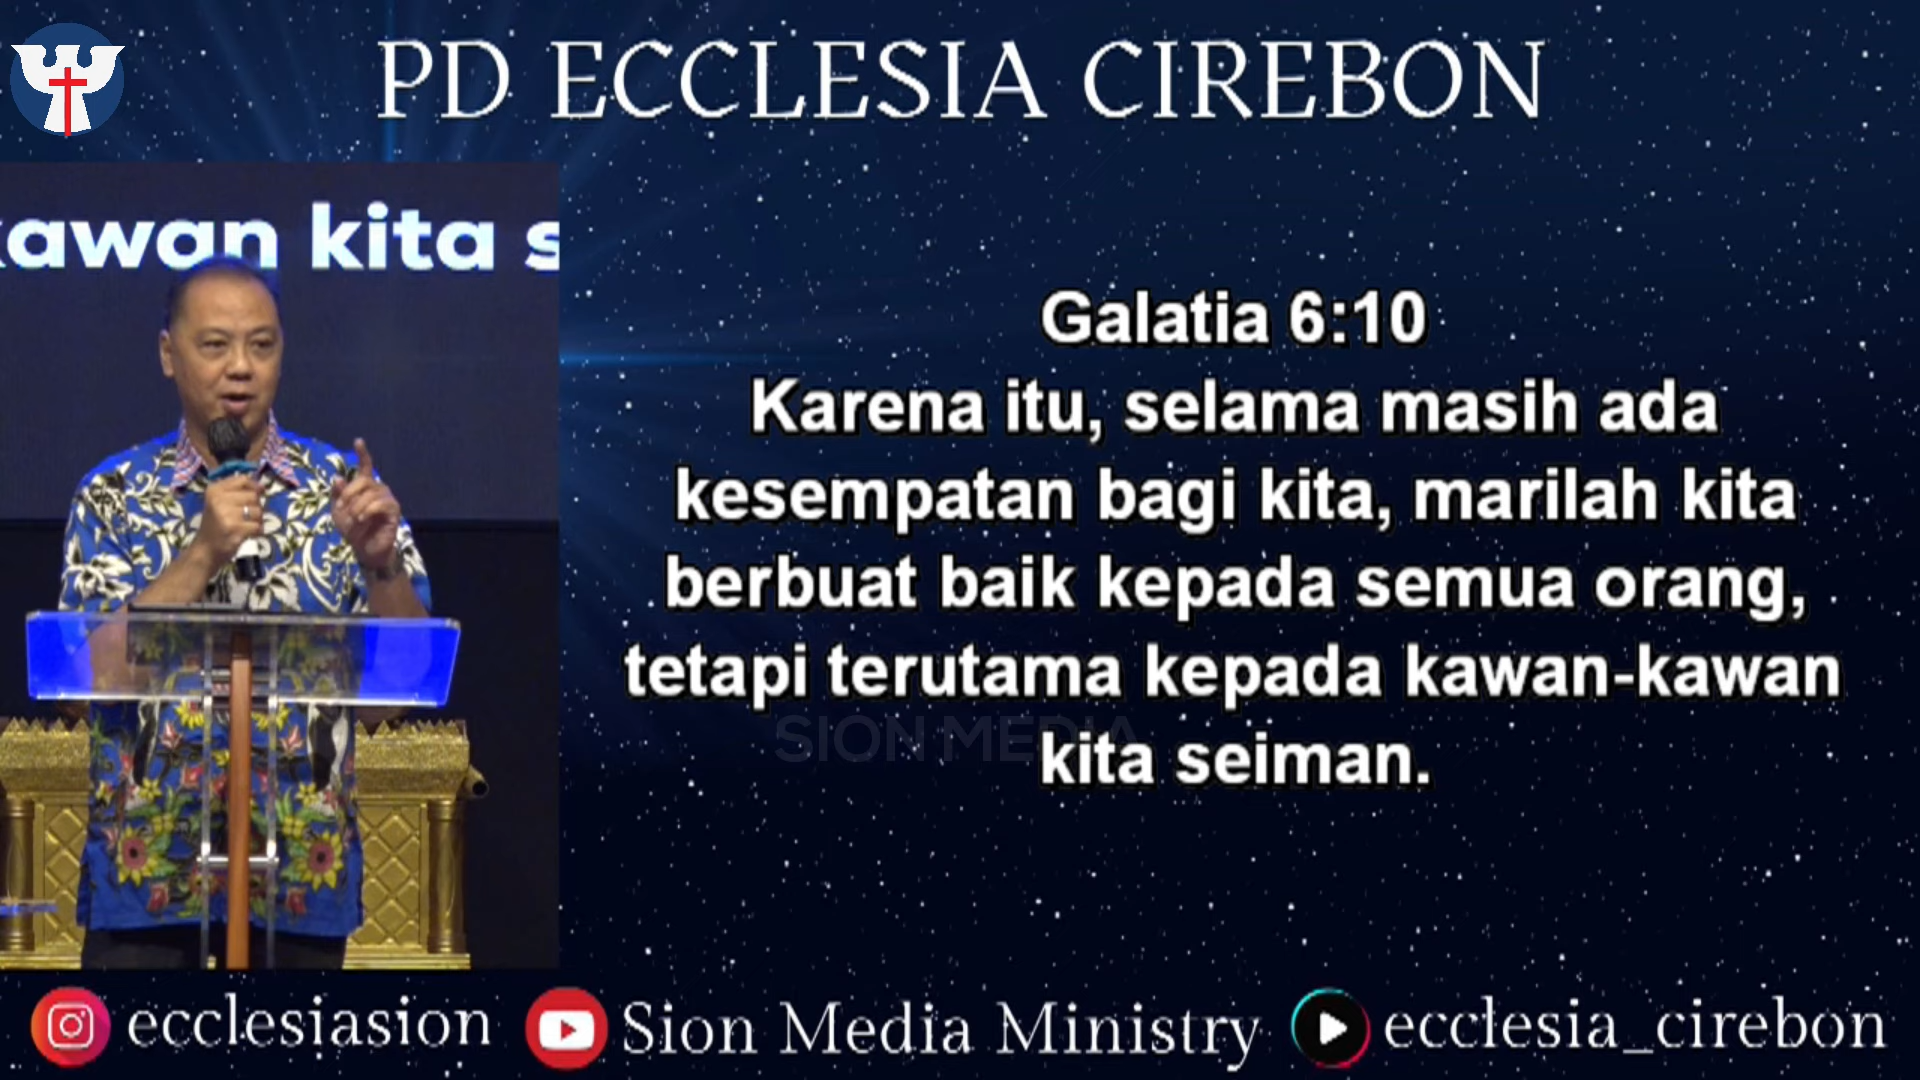 PD ECCLESIA CIREBON
kawan kita s
Galatia 6:10
Karena itu, selama masih ada
kesempatan bagi kita, marilah kita
berbuat baik kepada semua orang,
tetapi terutama kepada kawan-kawan
kita seiman.
SION MEDIA
ecclesiasion
Sion Media Ministry
ecclesia_cirebon